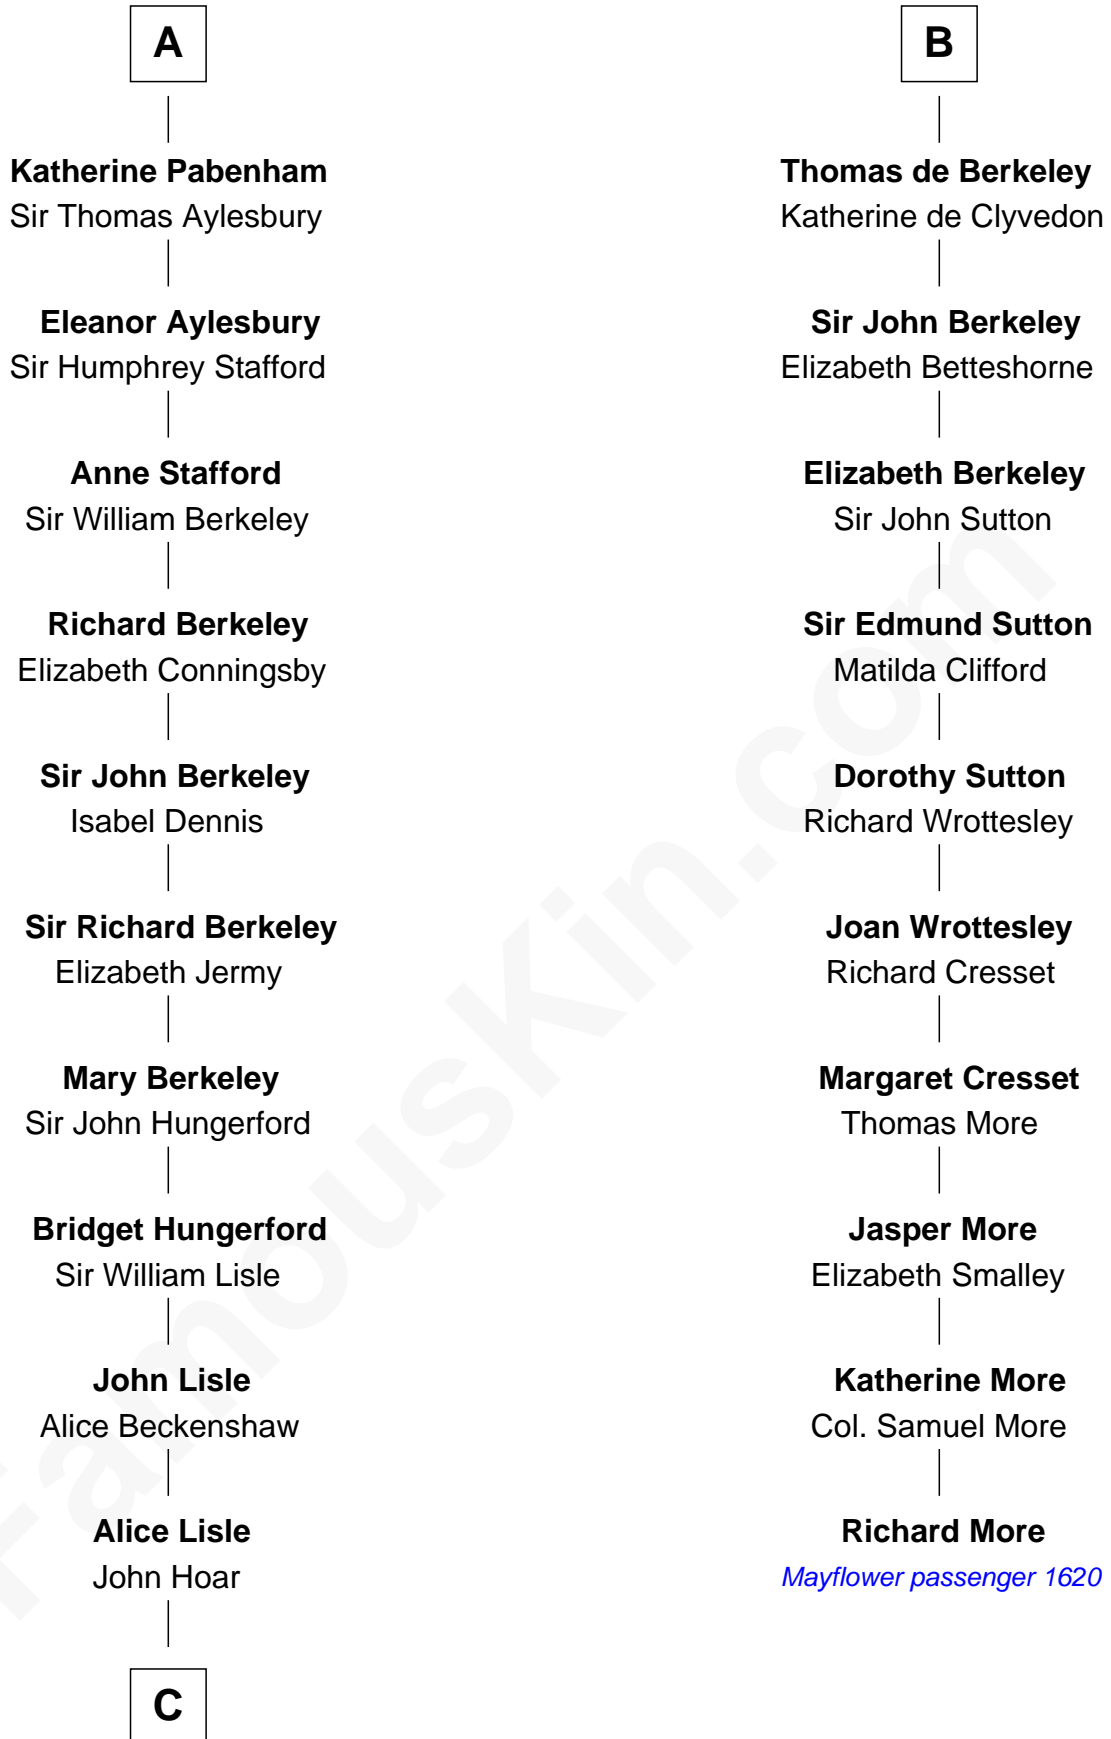 A
Katherine Pabenham
Sir Thomas Aylesbury
Eleanor Aylesbury
Sir Humphrey Stafford
Anne Stafford
Sir William Berkeley
Richard Berkeley
Elizabeth Conningsby
Sir John Berkeley
Isabel Dennis
Sir Richard Berkeley
Elizabeth Jermy
Mary Berkeley
Sir John Hungerford
Bridget Hungerford
Sir William Lisle
John Lisle
Alice Beckenshaw
Alice Lisle
John Hoar
C
B
Thomas de Berkeley
Katherine de Clyvedon
Sir John Berkeley
Elizabeth Betteshorne
Elizabeth Berkeley
Sir John Sutton
Sir Edmund Sutton
Matilda Clifford
Dorothy Sutton
Richard Wrottesley
Joan Wrottesley
Richard Cresset
Margaret Cresset
Thomas More
Jasper More
Elizabeth Smalley
Katherine More
Col. Samuel More
Richard More
Mayflower passenger 1620
FamousKin.com